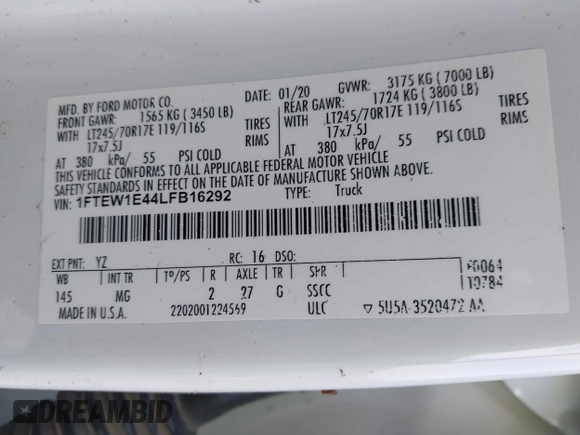 MFD. BY FORD MOTOR CO.
DATE: 01/20 GVWR: 3175 KG ( 7000 LB)
FRONT GAWR: 1565 KG ( 3450 LB)
REAR GAWR: 1724 KG ( 3800 LB)
WITH LT245/70R17E 119/116S TIRES
WITH LT245/70R17E 119/116S TIRES
17x7.5J RIMS
17x7.5J RIMS
AT 380 kPa/ 55 PSI COLD
AT 380 kPa/ 55 PSI COLD
THIS VEHICLE CONFORMS TO ALL APPLICABLE FEDERAL MOTOR VEHICLE
SAFETY STANDARDS IN EFFECT ON THE DATE OF MANUFACTURE SHOWN ABOVE.
VIN: 1FTEW1E44LFB16292
TYPE: Truck
EXT PNT: YZ RC: 16 DSO:
WB INT TR T°/PS R AXLE TR SPR F0064
145 MG 2 27 G SSCC T0784
MADE IN U.S.A. 2202001224569 ULC ▽ 5U5A-3520472 AA
DREAMBID